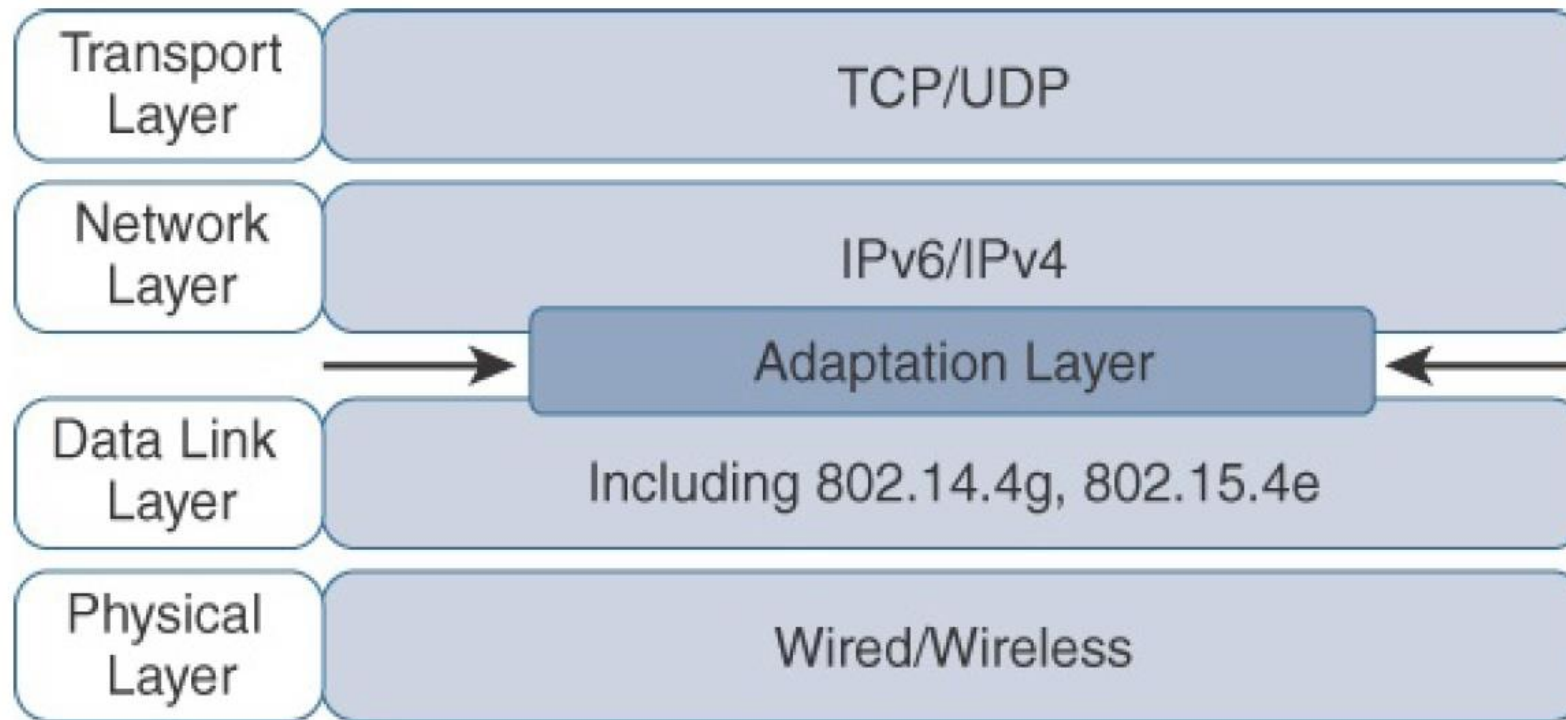 Transport
Layer
TCP/UDP
Network
Layer
IPv6/IPv4
Adaptation Layer
Data Link
Layer
Including 802.14.4g, 802.15.4e
Physical
Layer
Wired/Wireless